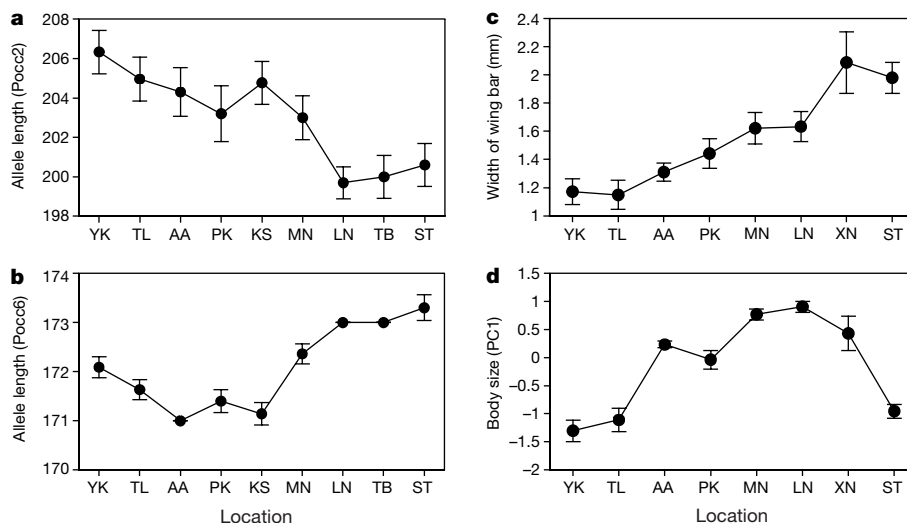 a
Allele length (Pocc2)
208
206
204
202
200
198
YK TL AA PK KS MN LN TB ST
b
Allele length (Pocc6)
174
173
172
171
170
YK TL AA PK KS MN LN TB ST
Location
c
Width of wing bar (mm)
2.4
2.2
2
1.8
1.6
1.4
1.2
1
YK TL AA PK MN LN XN ST
d
Body size (PC1)
1.5
1
0.5
0
−0.5
−1
−1.5
−2
YK TL AA PK MN LN XN ST
Location